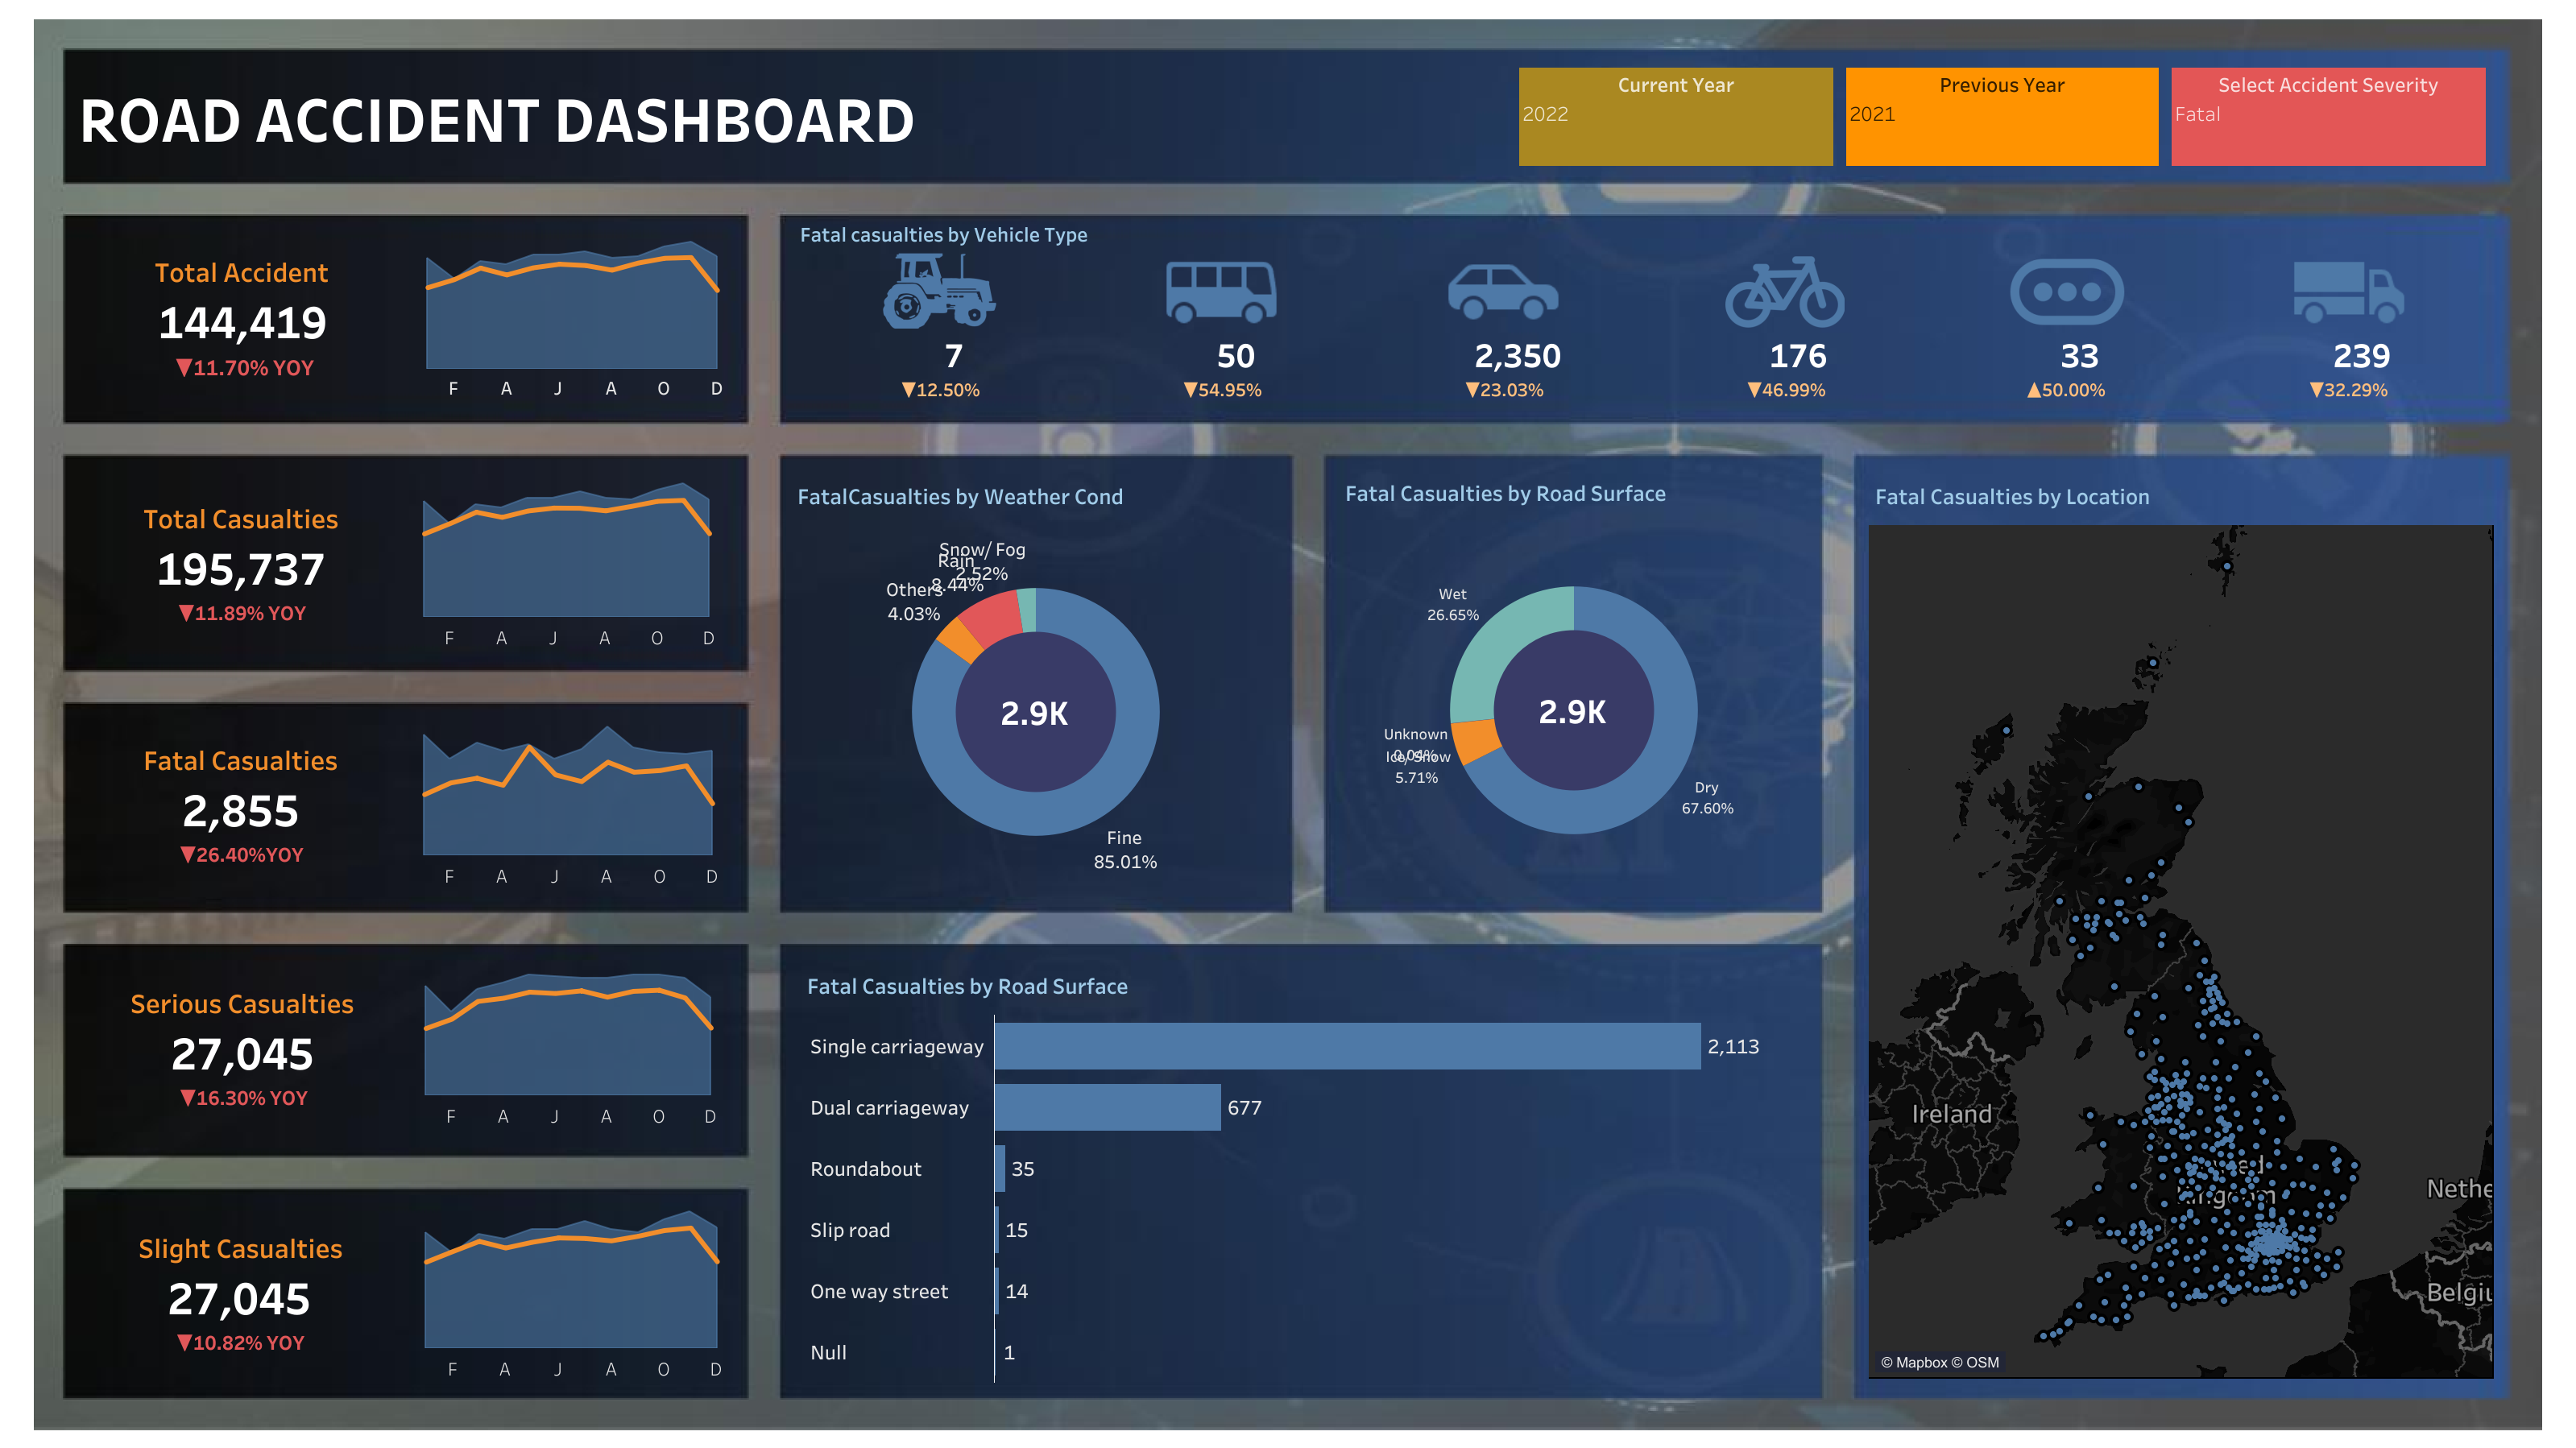 ROAD ACCIDENT DASHBOARD
Current Year
2022
Previous Year
2021
Select Accident Severity
Fatal
Total Accident
144,419
▼11.70% YOY
F A J A O D
Fatal casualties by Vehicle Type
7
▼12.50%
50
▼54.95%
2,350
▼23.03%
176
▼46.99%
33
▲50.00%
239
▼32.29%
Total Casualties
195,737
▼11.89% YOY
F A J A O D
Fatal Casualties
2,855
▼26.40%YOY
F A J A O D
Serious Casualties
27,045
▼16.30% YOY
F A J A O D
Slight Casualties
27,045
▼10.82% YOY
F A J A O D
FatalCasualties by Weather Cond
Snow/ Fog
2.52%
Rain
8.44%
Others
4.03%
2.9K
Fine
85.01%
Fatal Casualties by Road Surface
Wet
26.65%
2.9K
Unknown
0.04%
Ice/ Snow
5.71%
Dry
67.60%
Fatal Casualties by Road Surface
Single carriageway 2,113
Dual carriageway 677
Roundabout 35
Slip road 15
One way street 14
Null 1
Fatal Casualties by Location
Ireland
Nethe
Belgiu
© Mapbox © OSM